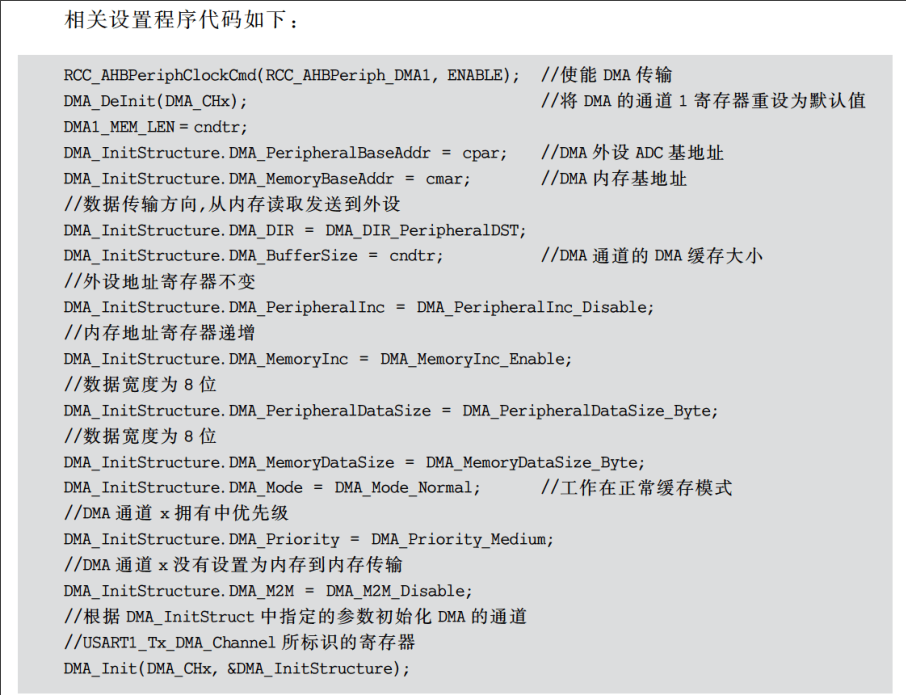 相关设置程序代码如下：
RCC_AHBPeriphClockCmd(RCC_AHBPeriph_DMA1, ENABLE); //使能 DMA 传输
DMA_DeInit(DMA_CHx); //将 DMA 的通道 1 寄存器重设为默认值
DMA1_MEM_LEN = cndtr;
DMA_InitStructure.DMA_PeripheralBaseAddr = cpar; //DMA 外设 ADC 基地址
DMA_InitStructure.DMA_MemoryBaseAddr = cmar; //DMA 内存基地址
//数据传输方向,从内存读取发送到外设
DMA_InitStructure.DMA_DIR = DMA_DIR_PeripheralDST;
DMA_InitStructure.DMA_BufferSize = cndtr; //DMA 通道的 DMA 缓存大小
//外设地址寄存器不变
DMA_InitStructure.DMA_PeripheralInc = DMA_PeripheralInc_Disable;
//内存地址寄存器递增
DMA_InitStructure.DMA_MemoryInc = DMA_MemoryInc_Enable;
//数据宽度为 8 位
DMA_InitStructure.DMA_PeripheralDataSize = DMA_PeripheralDataSize_Byte;
//数据宽度为 8 位
DMA_InitStructure.DMA_MemoryDataSize = DMA_MemoryDataSize_Byte;
DMA_InitStructure.DMA_Mode = DMA_Mode_Normal; //工作在正常缓存模式
//DMA 通道 x 拥有中优先级
DMA_InitStructure.DMA_Priority = DMA_Priority_Medium;
//DMA 通道 x 没有设置为内存到内存传输
DMA_InitStructure.DMA_M2M = DMA_M2M_Disable;
//根据 DMA_InitStruct 中指定的参数初始化 DMA 的通道
//USART1_Tx_DMA_Channel 所标识的寄存器
DMA_Init(DMA_CHx, &DMA_InitStructure);